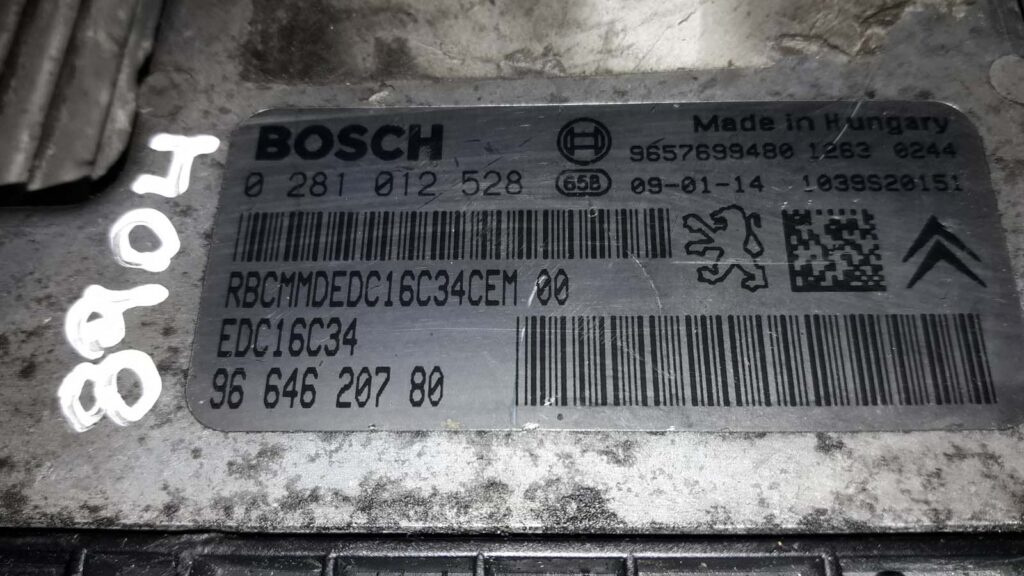 BOSCH
Made in Hungary
9657699480 1263 0244
0 281 012 528 65B 09-01-14 1039S20151
RBCMMDEDC16C34CEM 00
EDC16C34
96 646 207 80
8904